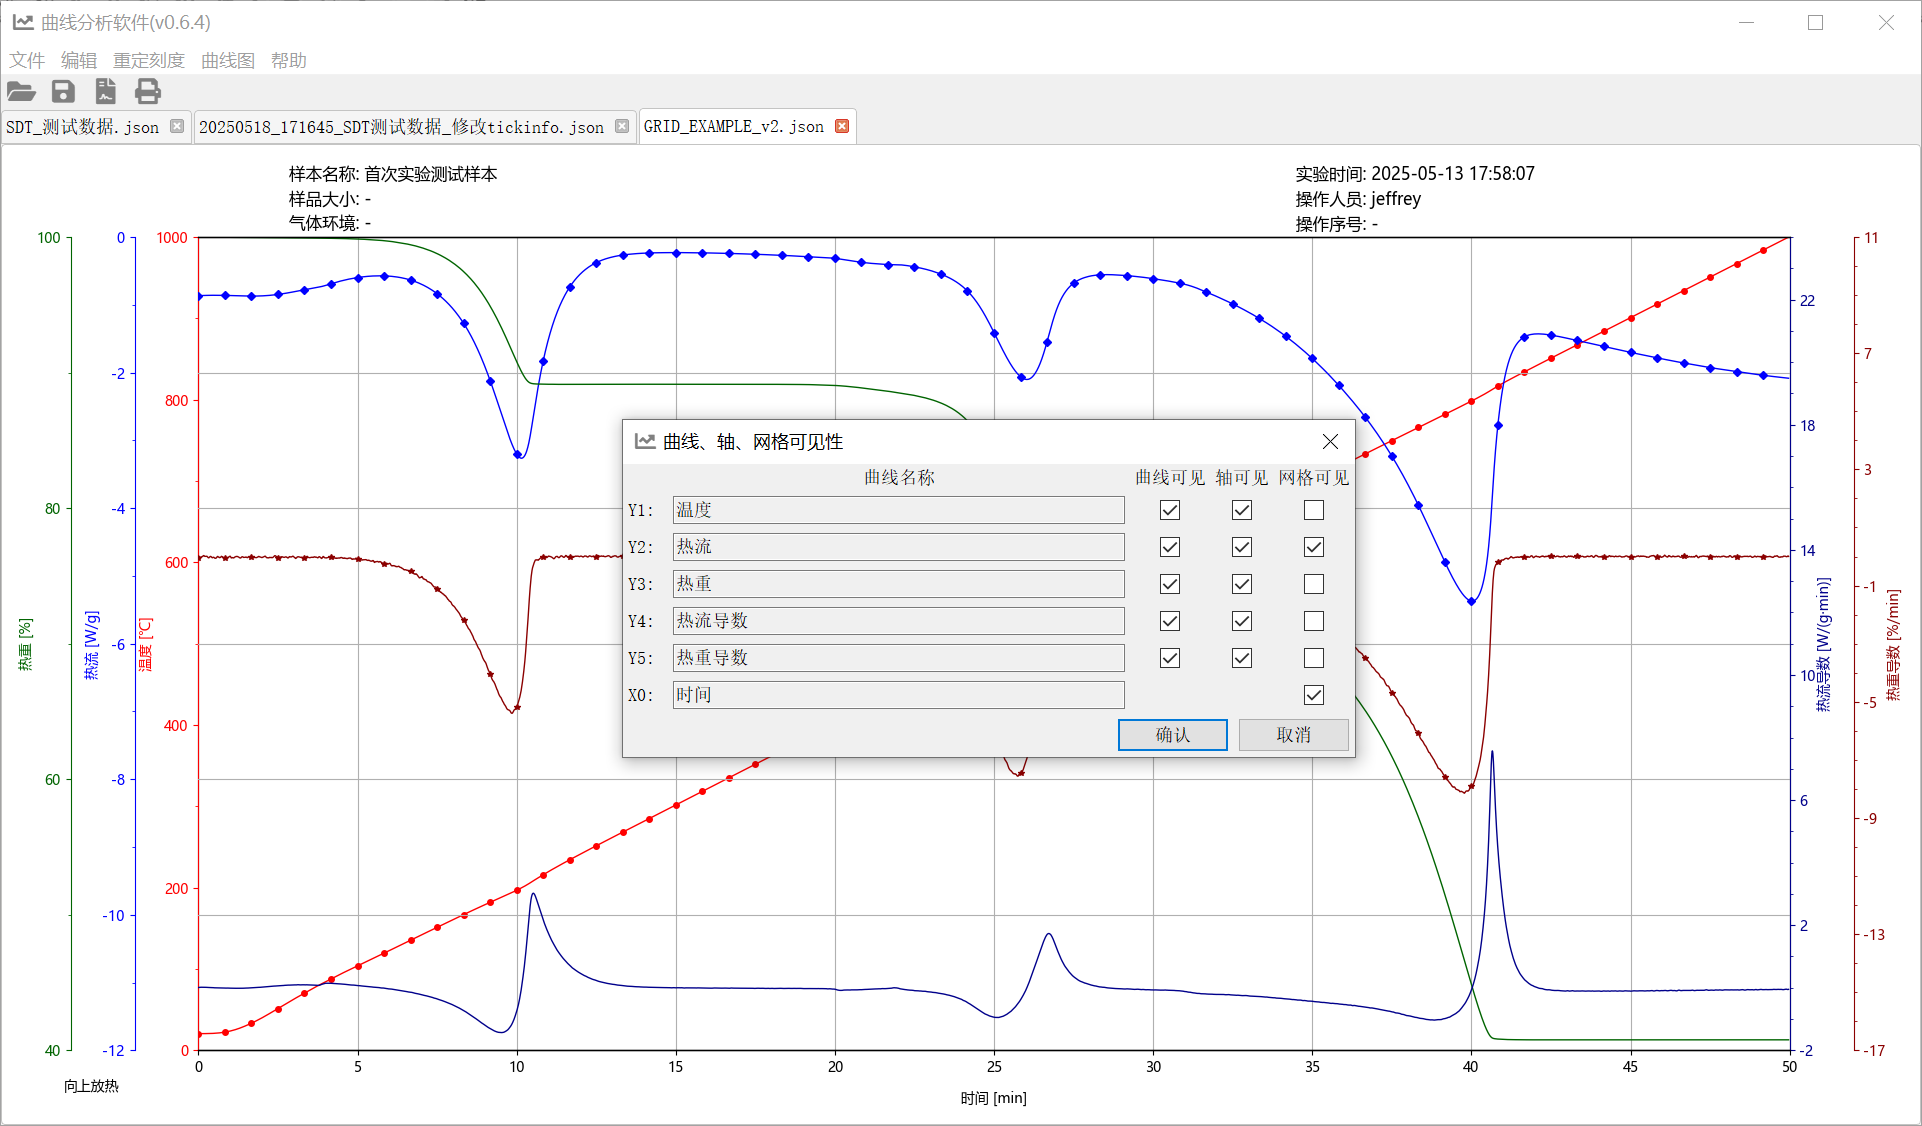 曲线分析软件(v0.6.4)
文件 编辑 重定刻度 曲线图 帮助
SDT_测试数据.json 20250518_171645_SDT测试数据_修改tickinfo.json GRID_EXAMPLE_v2.json
样本名称: 首次实验测试样本
样品大小: -
气体环境: -
实验时间: 2025-05-13 17:58:07
操作人员: jeffrey
操作序号: -
100
80
60
40
热重 [%]
0
-2
-4
-6
-8
-10
-12
热流 [W/g]
1000
800
600
400
200
0
温度 [℃]
曲线、轴、网格可见性
曲线名称 曲线可见 轴可见 网格可见
Y1: 温度
Y2: 热流
Y3: 热重
Y4: 热流导数
Y5: 热重导数
X0: 时间
确认 取消
22
18
14
10
6
2
-2
热流导数 [W/(g·min)]
11
7
3
-1
-5
-9
-13
-17
热重导数 [%/min]
0 5 10 15 20 25 30 35 40 45 50
向上放热
时间 [min]